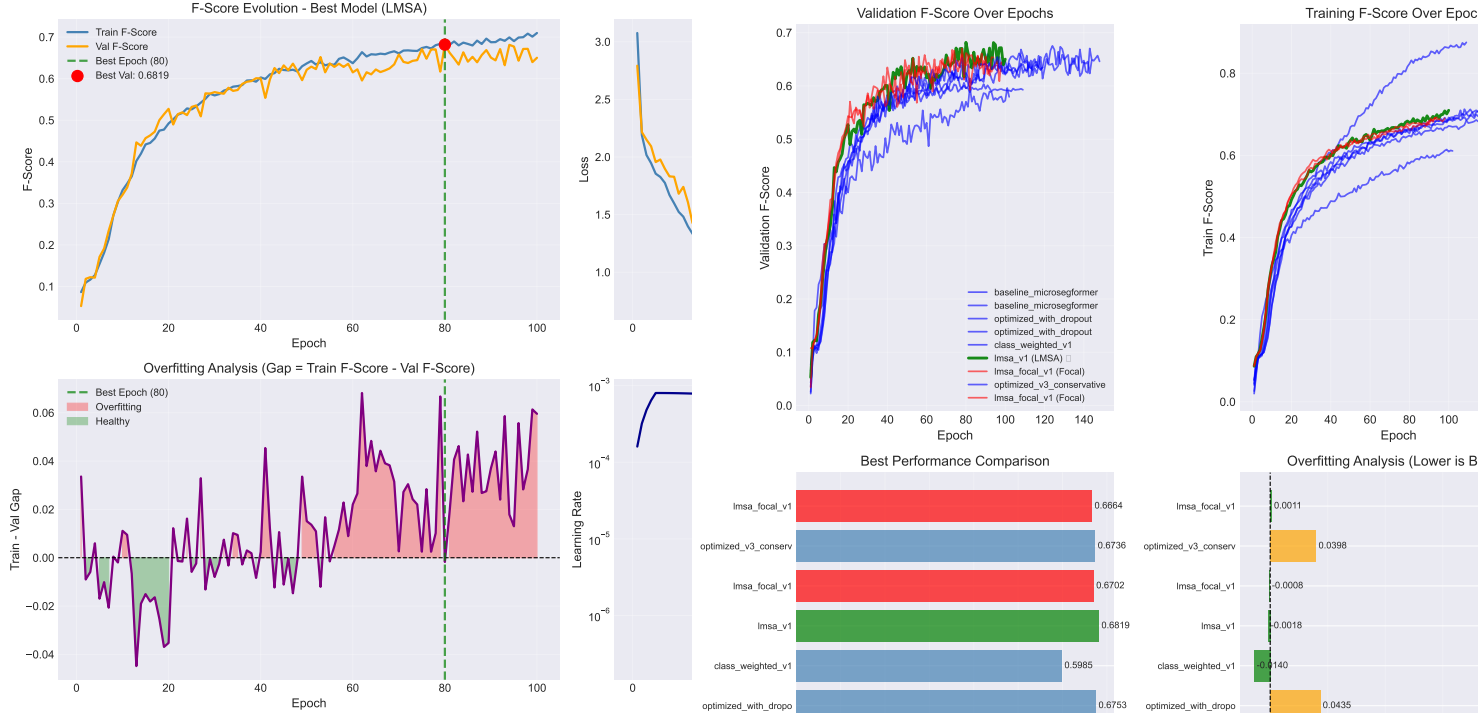 F-Score Evolution - Best Model (LMSA)
F-Score
0.7
0.6
0.5
0.4
0.3
0.2
0.1
Train F-Score
Val F-Score
Best Epoch (80)
Best Val: 0.6819
0
20
40
60
80
100
Epoch
Loss
3.0
2.5
2.0
1.5
1.0
0
Overfitting Analysis (Gap = Train F-Score - Val F-Score)
Train - Val Gap
0.06
0.04
0.02
0.00
−0.02
−0.04
Best Epoch (80)
Overfitting
Healthy
0
20
40
60
80
100
Epoch
Learning Rate
10−3
10−4
10−5
10−6
0
Validation F-Score Over Epochs
Validation F-Score
0.7
0.6
0.5
0.4
0.3
0.2
0.1
0.0
baseline_microsegformer
baseline_microsegformer
optimized_with_dropout
optimized_with_dropout
class_weighted_v1
lmsa_v1 (LMSA)
lmsa_focal_v1 (Focal)
optimized_v3_conservative
lmsa_focal_v1 (Focal)
0
20
40
60
80
100
120
140
Epoch
Training F-Score Over Epoc
Train F-Score
0.8
0.6
0.4
0.2
0.0
0
20
40
60
80
100
Epoch
Best Performance Comparison
lmsa_focal_v1
0.6664
optimized_v3_conserv
0.6736
lmsa_focal_v1
0.6702
lmsa_v1
0.6819
class_weighted_v1
0.5985
optimized_with_dropo
0.6753
Overfitting Analysis (Lower is B
lmsa_focal_v1
0.0011
optimized_v3_conserv
0.0398
lmsa_focal_v1
-0.0008
lmsa_v1
-0.0018
class_weighted_v1
-0.0140
optimized_with_dropo
0.0435